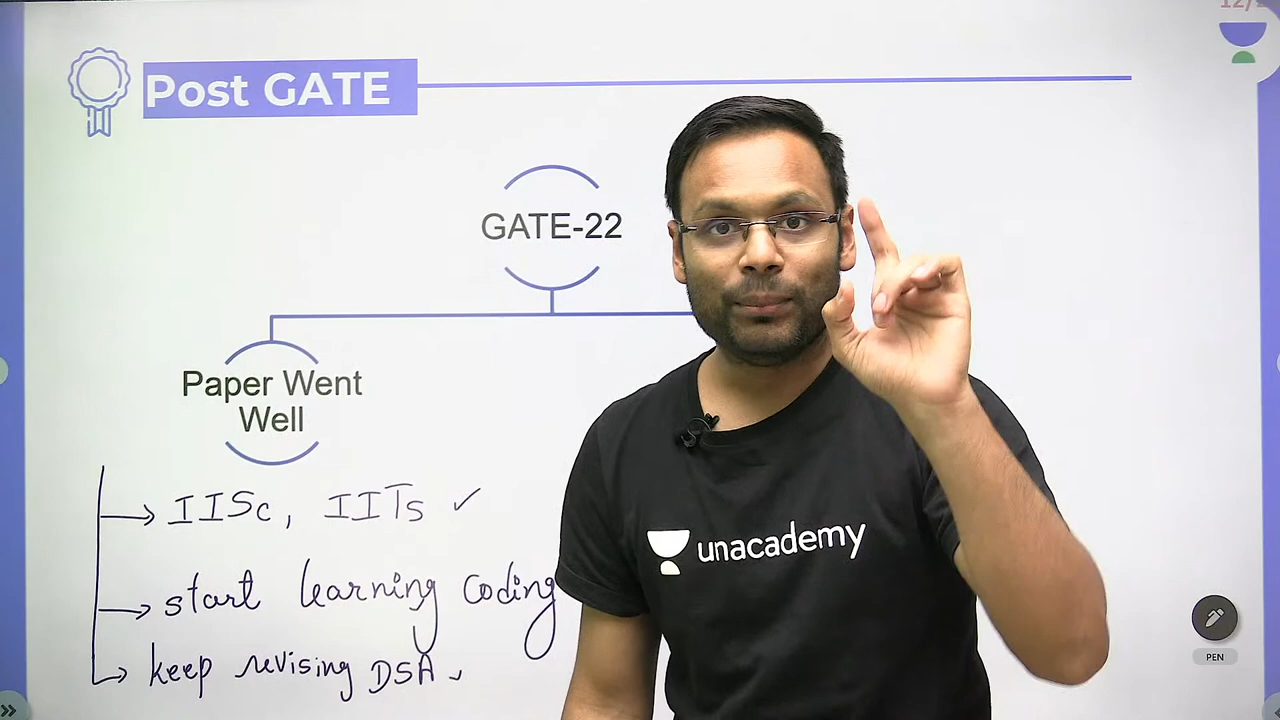 Post GATE
GATE-22
Paper Went
Well
IISc, IITs
start learning coding
keep revising DSA
unacademy
PEN